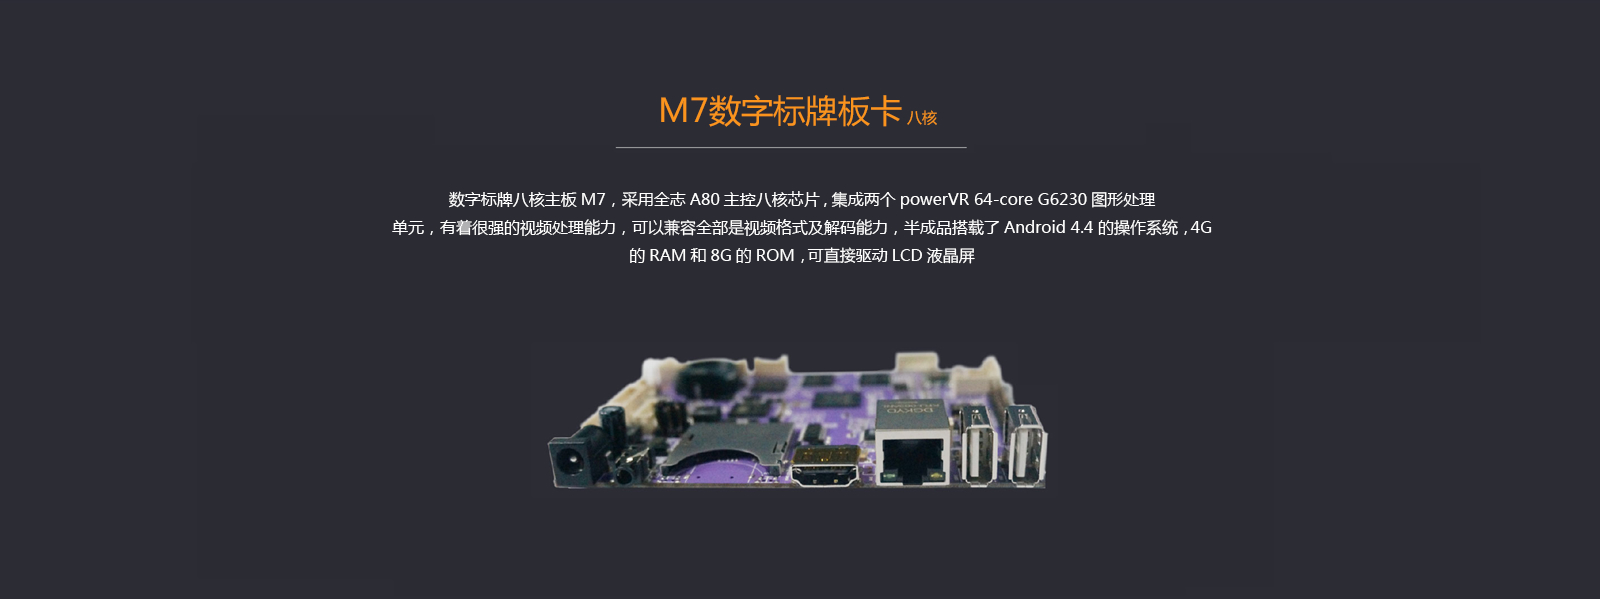 M7数字标牌板卡 八核
数字标牌八核主板 M7，采用全志 A80 主控八核芯片，集成两个 powerVR 64-core G6230 图形处理
单元，有着很强的视频处理能力，可以兼容全部是视频格式及解码能力，半成品搭载了 Android 4.4 的操作系统，4G
的 RAM 和 8G 的 ROM，可直接驱动 LCD 液晶屏
DGKYD